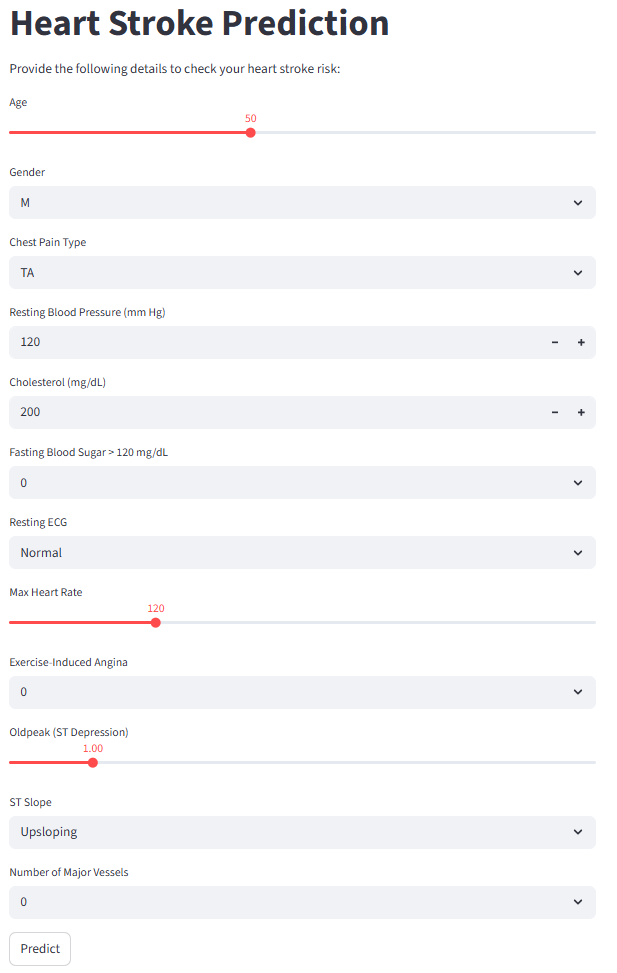 Heart Stroke Prediction
Provide the following details to check your heart stroke risk:
Age
50
Gender
M
Chest Pain Type
TA
Resting Blood Pressure (mm Hg)
120
Cholesterol (mg/dL)
200
Fasting Blood Sugar > 120 mg/dL
0
Resting ECG
Normal
Max Heart Rate
120
Exercise-Induced Angina
0
Oldpeak (ST Depression)
1.00
ST Slope
Upsloping
Number of Major Vessels
0
Predict